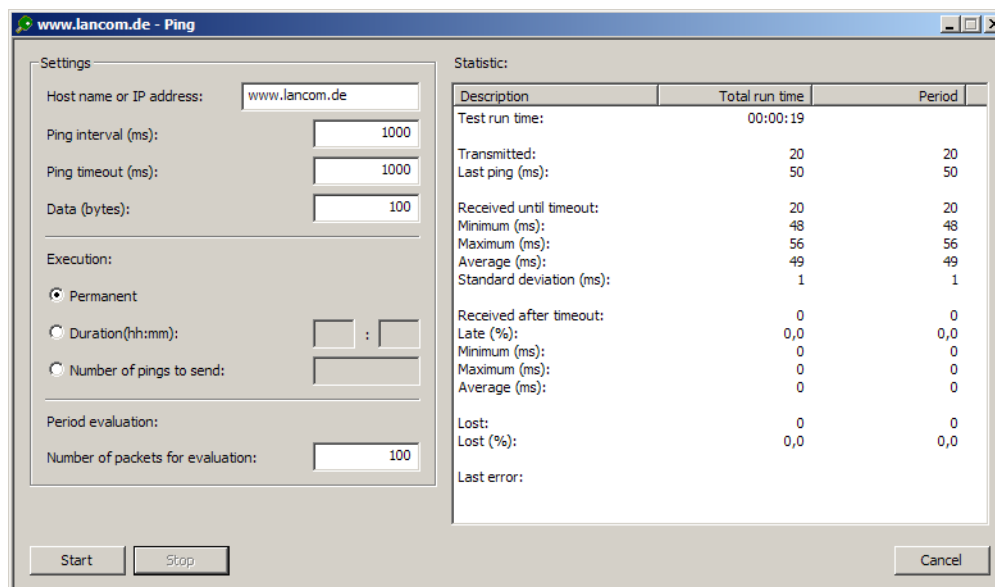 www.lancom.de - Ping
Settings
Host name or IP address: www.lancom.de
Ping interval (ms): 1000
Ping timeout (ms): 1000
Data (bytes): 100
Execution:
Permanent
Duration(hh:mm): :
Number of pings to send:
Period evaluation:
Number of packets for evaluation: 100
Statistic:
Description Total run time Period
Test run time: 00:00:19
Transmitted: 20 20
Last ping (ms): 50 50
Received until timeout: 20 20
Minimum (ms): 48 48
Maximum (ms): 56 56
Average (ms): 49 49
Standard deviation (ms): 1 1
Received after timeout: 0 0
Late (%): 0,0 0,0
Minimum (ms): 0 0
Maximum (ms): 0 0
Average (ms): 0 0
Lost: 0 0
Lost (%): 0,0 0,0
Last error:
Start Stop Cancel